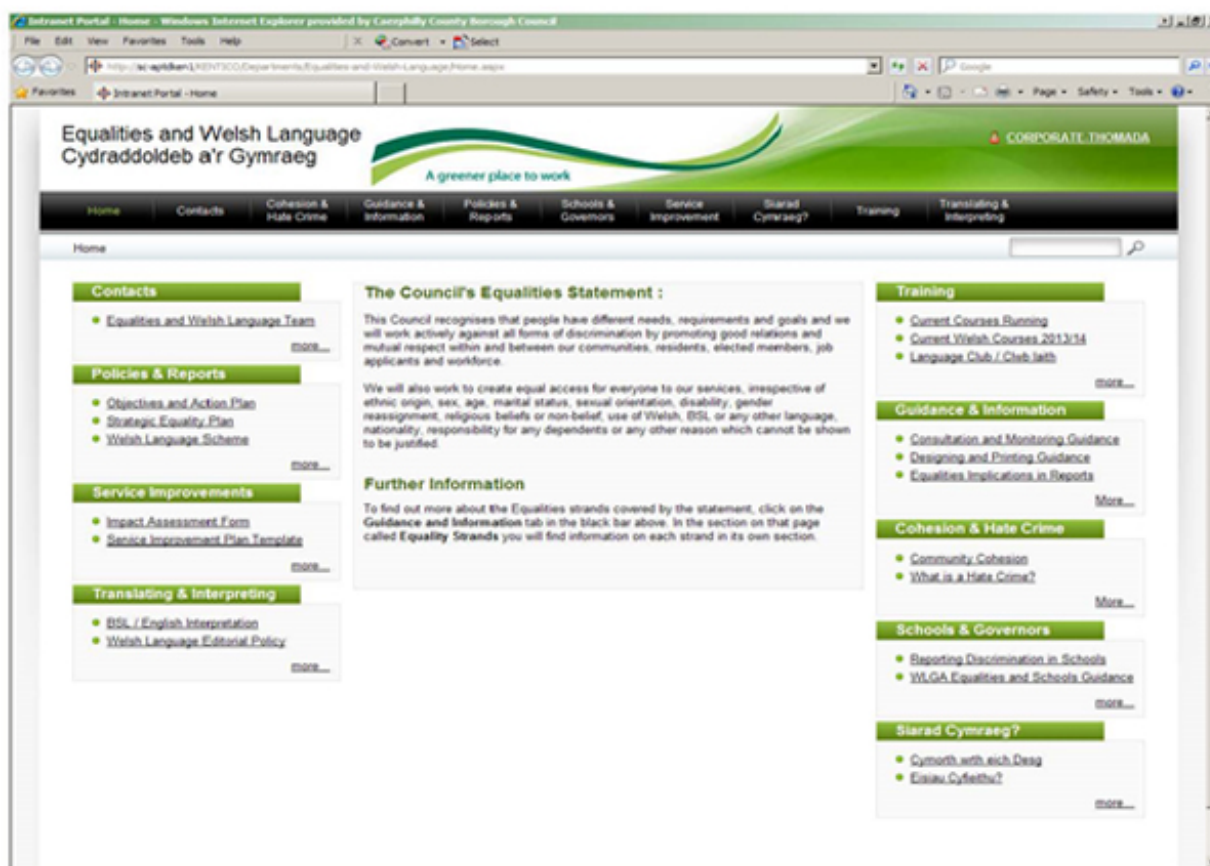 Intranet Portal - Home - Windows Internet Explorer provided by Caerphilly County Borough Council
File Edit View Favorites Tools Help
Convert Select
Google
Favorites Intranet Portal - Home
Page Safety Tools
Equalities and Welsh Language
Cydraddoldeb a'r Gymraeg
A greener place to work
CORPORATE\THOMADA
Home
Contacts
Cohesion &
Hate Crime
Guidance &
Information
Policies &
Reports
Schools &
Governors
Service
Improvement
Siarad
Cymraeg?
Training
Translating &
Interpreting
Home
Contacts
Equalities and Welsh Language Team
more...
Policies & Reports
Objectives and Action Plan
Strategic Equality Plan
Welsh Language Scheme
more...
Service Improvements
Impact Assessment Form
Service Improvement Plan Template
more...
Translating & Interpreting
BSL / English Interpretation
Welsh Language Editorial Policy
more...
The Council's Equalities Statement :
This Council recognises that people have different needs, requirements and goals and we
will work actively against all forms of discrimination by promoting good relations and
mutual respect within and between our communities, residents, elected members, job
applicants and workforce.
We will also work to create equal access for everyone to our services, irrespective of
ethnic origin, sex, age, marital status, sexual orientation, disability, gender
reassignment, religious beliefs or non-belief, use of Welsh, BSL or any other language,
nationality, responsibility for any dependents or any other reason which cannot be shown
to be justified.
Further Information
To find out more about the Equalities strands covered by the statement, click on the
Guidance and Information tab in the black bar above. In the section on that page
called Equality Strands you will find information on each strand in its own section.
Training
Current Courses Running
Current Welsh Courses 2013/14
Language Club / Clwb Iaith
more...
Guidance & Information
Consultation and Monitoring Guidance
Designing and Printing Guidance
Equalities Implications in Reports
More...
Cohesion & Hate Crime
Community Cohesion
What is a Hate Crime?
More...
Schools & Governors
Reporting Discrimination in Schools
WLGA Equalities and Schools Guidance
more...
Siarad Cymraeg?
Cymorth wrth eich Desg
Eisiau Cyfieithu?
more...